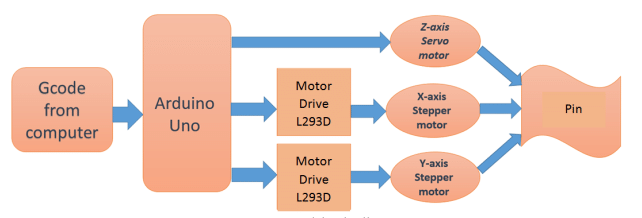 Gcode
from
computer
Arduino
Uno
Motor
Drive
L293D
Motor
Drive
L293D
Z-axis
Servo
motor
X-axis
Stepper
motor
Y-axis
Stepper
motor
Pin